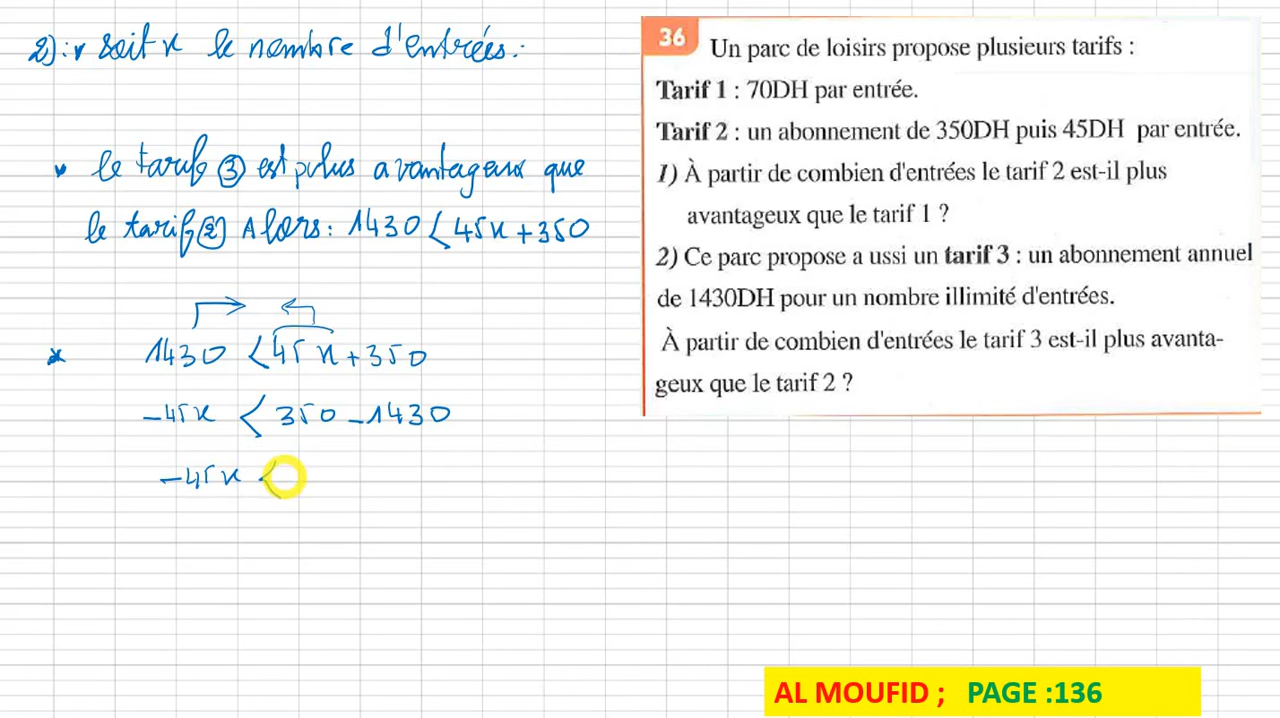 2): soit x le nombre d'entrées:
le tarif ③ est plus avantageux que
le tarif ② Alors: 1430 < 45x + 350
* 1430 < 45x + 350
-45x < 350 - 1430
-45x <
36 Un parc de loisirs propose plusieurs tarifs :
Tarif 1 : 70DH par entrée.
Tarif 2 : un abonnement de 350DH puis 45DH par entrée.
1) À partir de combien d'entrées le tarif 2 est-il plus
avantageux que le tarif 1 ?
2) Ce parc propose a ussi un tarif 3 : un abonnement annuel
de 1430DH pour un nombre illimité d'entrées.
À partir de combien d'entrées le tarif 3 est-il plus avanta-
geux que le tarif 2 ?
AL MOUFID ; PAGE :136